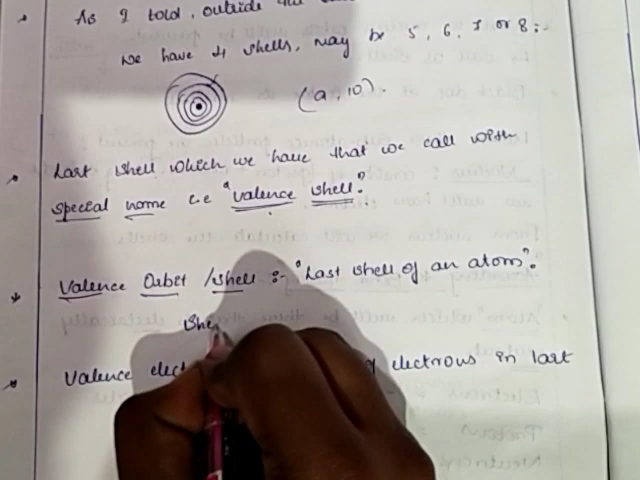 As I told, outside the
we have 4 shells, may be 5, 6, 7 or 8 :-
(9, 10).
Last shell which we have that we call with
special name i.e "valence shell".
Valence Orbit / shell :- "Last shell of an atom".
She
Valence elect electrons in last